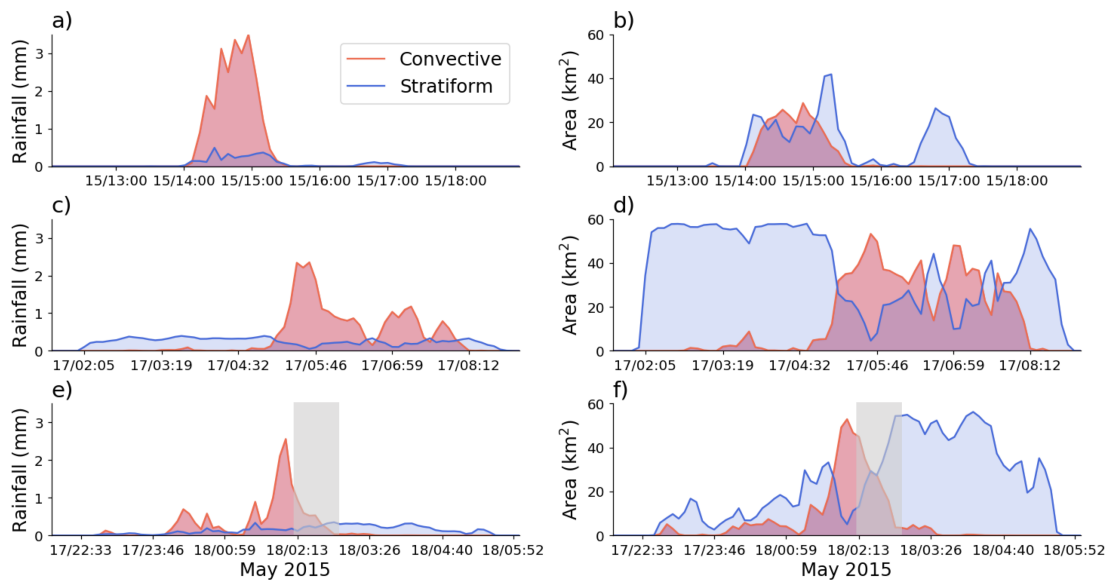 a)
Rainfall (mm)
3
2
1
0
Convective
Stratiform
15/13:00 15/14:00 15/15:00 15/16:00 15/17:00 15/18:00
b)
Area (km²)
60
40
20
0
15/13:00 15/14:00 15/15:00 15/16:00 15/17:00 15/18:00
c)
Rainfall (mm)
3
2
1
0
17/02:05 17/03:19 17/04:32 17/05:46 17/06:59 17/08:12
d)
Area (km²)
60
40
20
0
17/02:05 17/03:19 17/04:32 17/05:46 17/06:59 17/08:12
e)
Rainfall (mm)
3
2
1
0
17/22:33 17/23:46 18/00:59 18/02:13 18/03:26 18/04:40 18/05:52
May 2015
f)
Area (km²)
60
40
20
0
17/22:33 17/23:46 18/00:59 18/02:13 18/03:26 18/04:40 18/05:52
May 2015